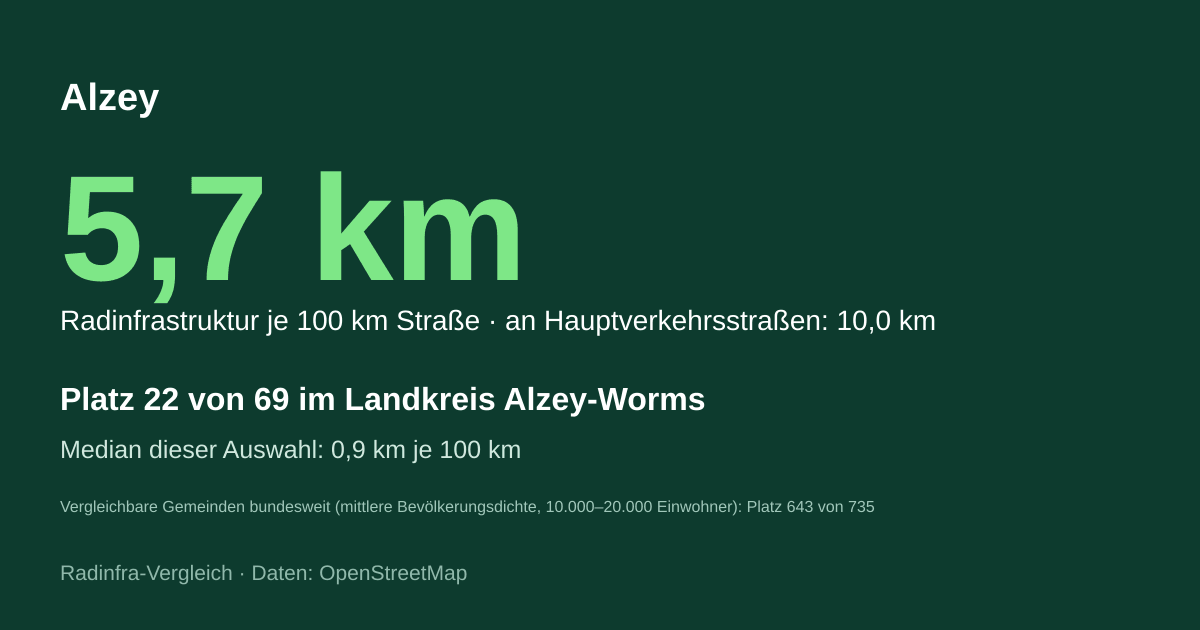 Alzey
5,7 km
Radinfrastruktur je 100 km Straße · an Hauptverkehrsstraßen: 10,0 km
Platz 22 von 69 im Landkreis Alzey-Worms
Median dieser Auswahl: 0,9 km je 100 km
Vergleichbare Gemeinden bundesweit (mittlere Bevölkerungsdichte, 10.000–20.000 Einwohner): Platz 643 von 735
Radinfra-Vergleich · Daten: OpenStreetMap